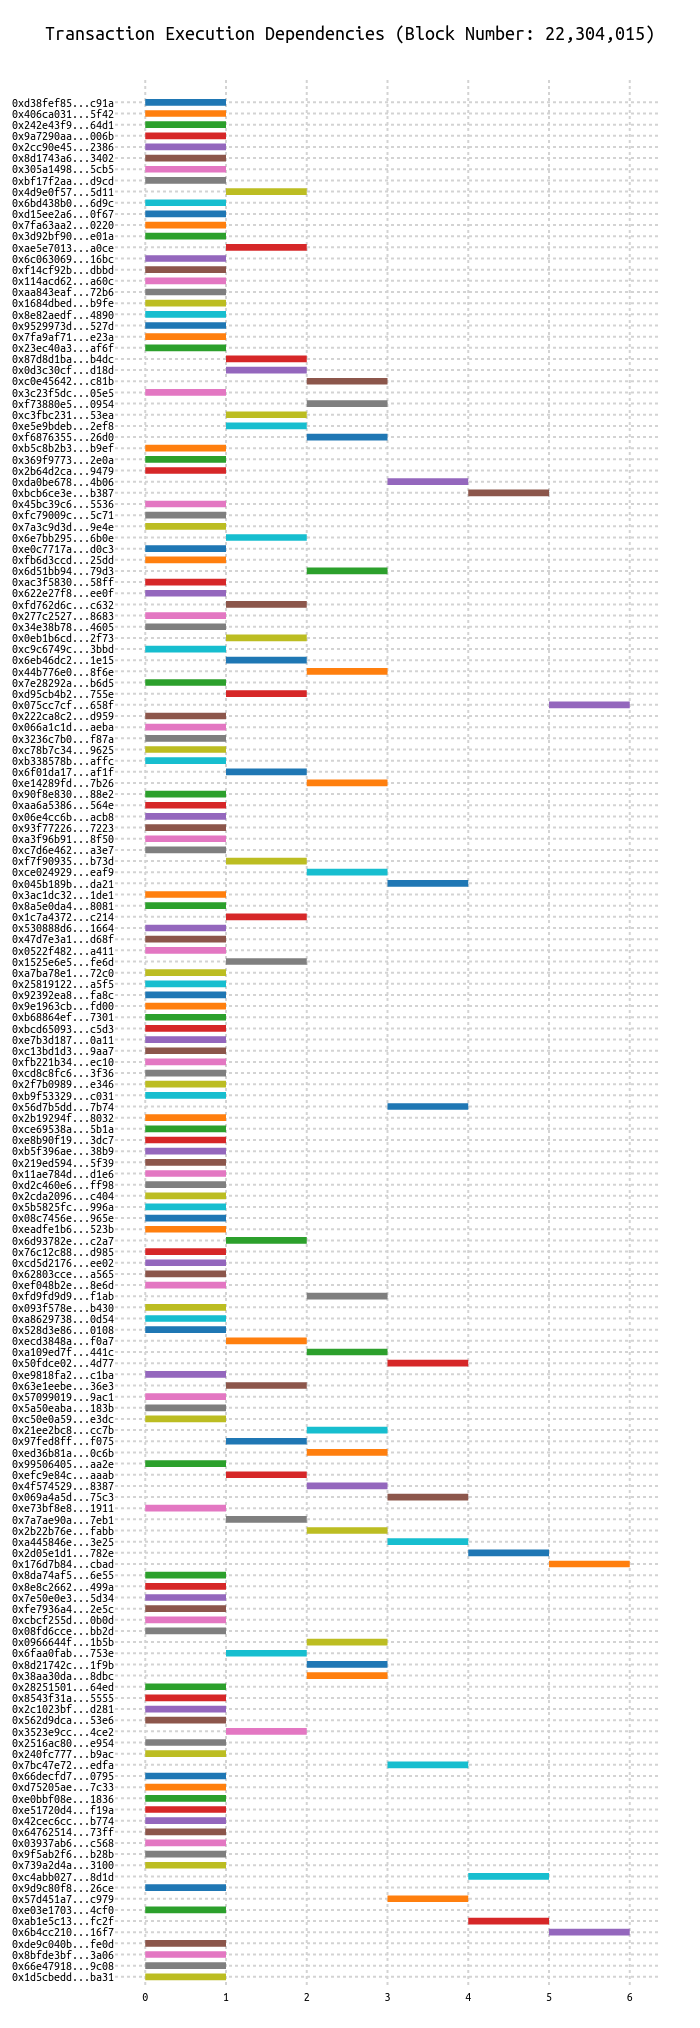 Transaction Execution Dependencies (Block Number: 22,304,015)
0xd38fef85...c91a
0x406ca031...5f42
0x242e43f9...64d1
0x9a7290aa...006b
0x2cc90e45...2386
0x8d1743a6...3402
0x305a1498...5cb5
0xbf17f2aa...d9cd
0x4d9e0f57...5d11
0x6bd438b0...6d9c
0xd15ee2a6...0f67
0x7fa63aa2...0220
0x3d92bf90...e01a
0xae5e7013...a0ce
0x6c063069...16bc
0xf14cf92b...dbbd
0x114acd62...a60c
0xaa843eaf...72b6
0x1684dbed...b9fe
0x8e82aedf...4890
0x9529973d...527d
0x7fa9af71...e23a
0x23ec40a3...af6f
0x87d8d1ba...b4dc
0x0d3c30cf...d18d
0xc0e45642...c81b
0x3c23f5dc...05e5
0xf73880e5...0954
0xc3fbc231...53ea
0xe5e9bdeb...2ef8
0xf6876355...26d0
0xb5c8b2b3...b9ef
0x369f9773...2e0a
0x2b64d2ca...9479
0xda0be678...4b06
0xbcb6ce3e...b387
0x45bc39c6...5536
0xfc79009c...5c71
0x7a3c9d3d...9e4e
0x6e7bb295...6b0e
0xe0c7717a...d0c3
0xfb6d3ccd...25dd
0x6d51bb94...79d3
0xac3f5830...58ff
0x622e27f8...ee0f
0xfd762d6c...c632
0x277c2527...8683
0x34e38b78...4605
0x0eb1b6cd...2f73
0xc9c6749c...3bbd
0x6eb46dc2...1e15
0x44b776e0...8f6e
0x7e28292a...b6d5
0xd95cb4b2...755e
0x075cc7cf...658f
0x222ca8c2...d959
0x066a1c1d...aeba
0x3236c7b0...f87a
0xc78b7c34...9625
0xb338578b...affc
0x6f01da17...af1f
0xe14289fd...7b26
0x90f8e830...88e2
0xaa6a5386...564e
0x06e4cc6b...acb8
0x93f77226...7223
0xa3f96b91...8f50
0xc7d6e462...a3e7
0xf7f90935...b73d
0xce024929...eaf9
0x045b189b...da21
0x3ac1dc32...1de1
0x8a5e0da4...8081
0x1c7a4372...c214
0x530888d6...1664
0x47d7e3a1...d68f
0x0522f482...a411
0x1525e6e5...fe6d
0xa7ba78e1...72c0
0x25819122...a5f5
0x92392ea8...fa8c
0x9e1963cb...fd00
0xb68864ef...7301
0xbcd65093...c5d3
0xe7b3d187...0a11
0xc13bd1d3...9aa7
0xfb221b34...ec10
0xcd8c8fc6...3f36
0x2f7b0989...e346
0xb9f53329...c031
0x56d7b5dd...7b74
0x2b19294f...8032
0xce69538a...5b1a
0xe8b90f19...3dc7
0xb5f396ae...38b9
0x219ed594...5f39
0x11ae784d...d1e6
0xd2c460e6...ff98
0x2cda2096...c404
0x5b5825fc...996a
0x08c7456e...965e
0xeadfe1b6...523b
0x6d93782e...c2a7
0x76c12c88...d985
0xcd5d2176...ee02
0x62803cce...a565
0xef048b2e...8e6d
0xfd9fd9d9...f1ab
0x093f578e...b430
0xa8629738...0d54
0x528d3e86...0108
0xecd3848a...f0a7
0xa109ed7f...441c
0x50fdce02...4d77
0xe9818fa2...c1ba
0x63e1eebe...36e3
0x57099019...9ac1
0x5a50eaba...183b
0xc50e0a59...e3dc
0x21ee2bc8...cc7b
0x97fed8ff...f075
0xed36b81a...0c6b
0x99506405...aa2e
0xefc9e84c...aaab
0x4f574529...8387
0x069a4a5d...75c3
0xe73bf8e8...1911
0x7a7ae90a...7eb1
0x2b22b76e...fabb
0xa445846e...3e25
0x2d05e1d1...782e
0x176d7b84...cbad
0x8da74af5...6e55
0x8e8c2662...499a
0x7e50e0e3...5d34
0xfe7936a4...2e5c
0xcbcf255d...0b0d
0x08fd6cce...bb2d
0x0966644f...1b5b
0x6faa0fab...753e
0x8d21742c...1f9b
0x38aa30da...8dbc
0x28251501...64ed
0x8543f31a...5555
0x2c1023bf...d281
0x562d9dca...53e6
0x3523e9cc...4ce2
0x2516ac80...e954
0x240fc777...b9ac
0x7bc47e72...edfa
0x66decfd7...0795
0xd75205ae...7c33
0xe0bbf08e...1836
0xe51720d4...f19a
0x42cec6cc...b774
0x64762514...73ff
0x03937ab6...c568
0x9f5ab2f6...b28b
0x739a2d4a...3100
0xc4abb027...8d1d
0x9d9c80f8...26ce
0x57d451a7...c979
0xe03e1703...4cf0
0xab1e5c13...fc2f
0x6b4cc210...16f7
0xde9c040b...fe0d
0x8bfde3bf...3a06
0x66e47918...9c08
0x1d5cbedd...ba31
0 1 2 3 4 5 6